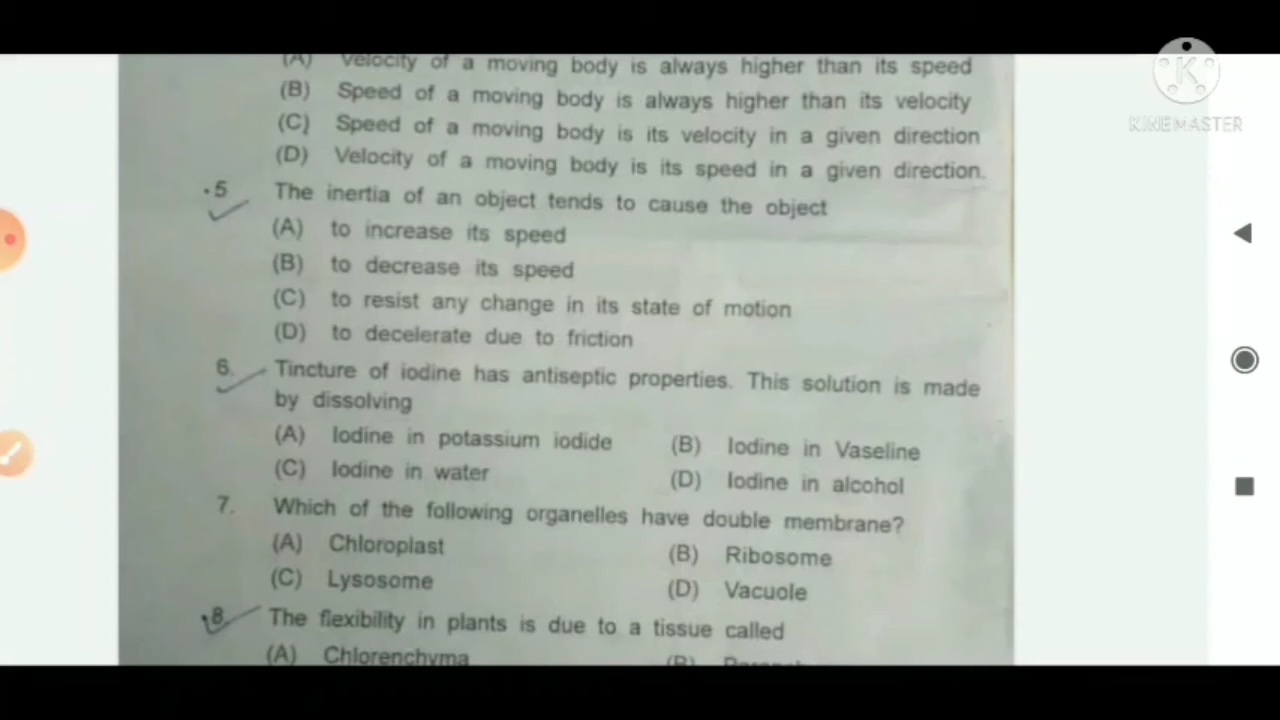 (A) Velocity of a moving body is always higher than its speed
(B) Speed of a moving body is always higher than its velocity
(C) Speed of a moving body is its velocity in a given direction
(D) Velocity of a moving body is its speed in a given direction.
5 The inertia of an object tends to cause the object
(A) to increase its speed
(B) to decrease its speed
(C) to resist any change in its state of motion
(D) to decelerate due to friction
6. Tincture of iodine has antiseptic properties. This solution is made
by dissolving
(A) Iodine in potassium iodide (B) Iodine in Vaseline
(C) Iodine in water (D) Iodine in alcohol
7. Which of the following organelles have double membrane?
(A) Chloroplast (B) Ribosome
(C) Lysosome (D) Vacuole
8. The flexibility in plants is due to a tissue called
(A) Chlorenchyma (B)
K
KINEMASTER